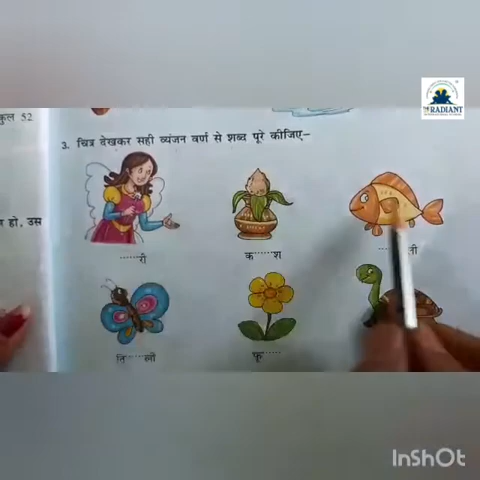 THE RADIANT
कुल 52
3. चित्र देखकर सही व्यंजन वर्ण से शब्द पूरे कीजिए–
हो, उस
......री
क......श
ली
ति......ली
फू......
InShOt